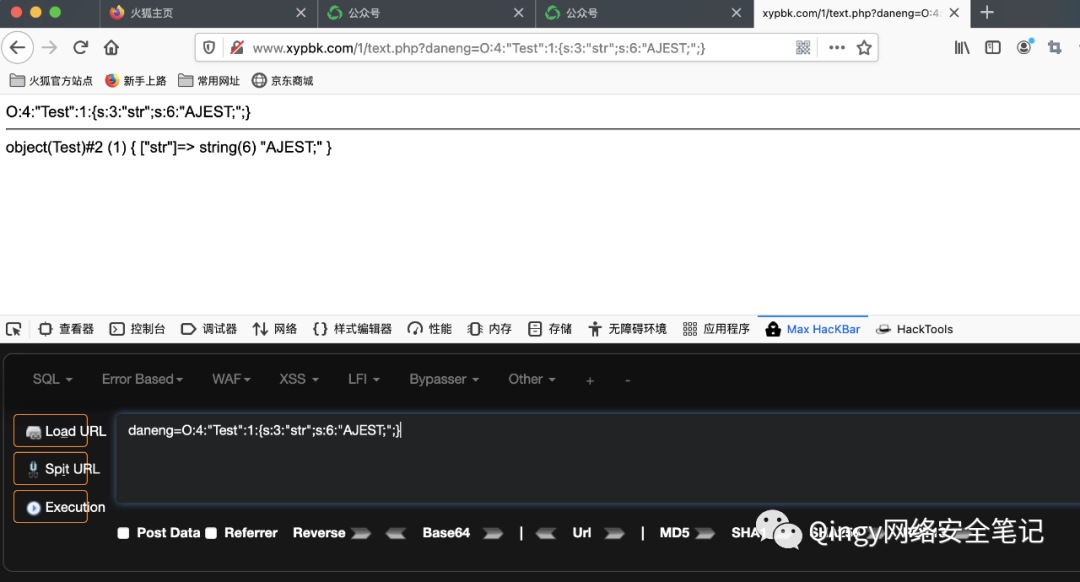 火狐主页 公众号 公众号 xypbk.com/1/text.php?daneng=O:4:
www.xypbk.com/1/text.php?daneng=O:4:"Test":1:{s:3:"str";s:6:"AJEST;";}
火狐官方站点 新手上路 常用网址 京东商城
O:4:"Test":1:{s:3:"str";s:6:"AJEST;";}
object(Test)#2 (1) { ["str"]=> string(6) "AJEST;" }
查看器 控制台 调试器 网络 样式编辑器 性能 内存 存储 无障碍环境 应用程序 Max HacKBar HackTools
SQL Error Based WAF XSS LFI Bypasser Other + -
Load URL daneng=O:4:"Test":1:{s:3:"str";s:6:"AJEST;";}
Spit URL
Execution
Post Data Referrer Reverse Base64 | Url | MD5 SHA1
Qingy网络安全笔记